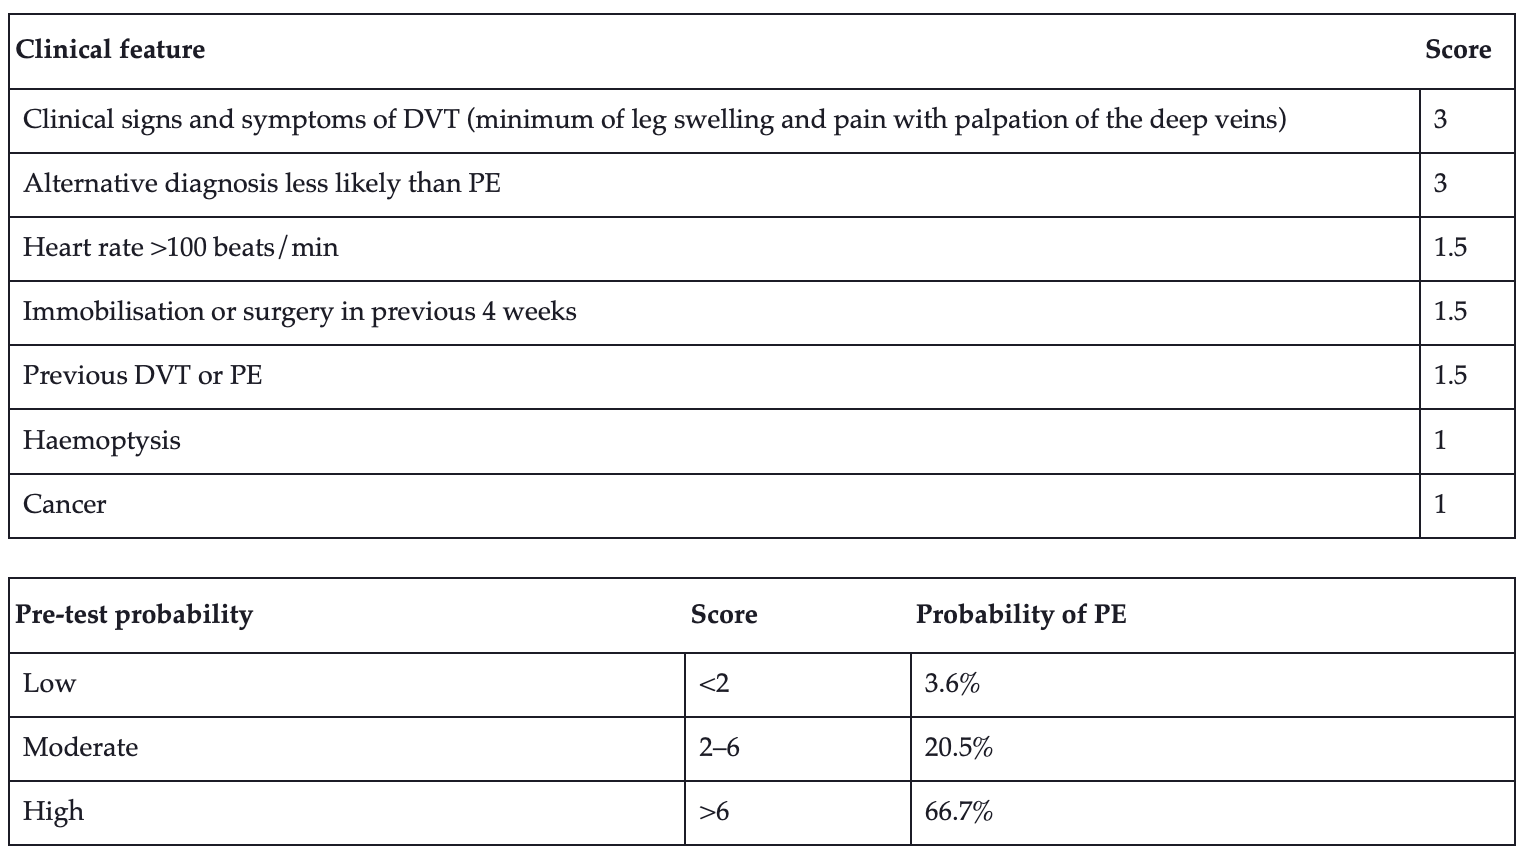 Clinical feature Score
Clinical signs and symptoms of DVT (minimum of leg swelling and pain with palpation of the deep veins) 3
Alternative diagnosis less likely than PE 3
Heart rate >100 beats/min 1.5
Immobilisation or surgery in previous 4 weeks 1.5
Previous DVT or PE 1.5
Haemoptysis 1
Cancer 1
Pre-test probability Score Probability of PE
Low <2 3.6%
Moderate 2–6 20.5%
High >6 66.7%